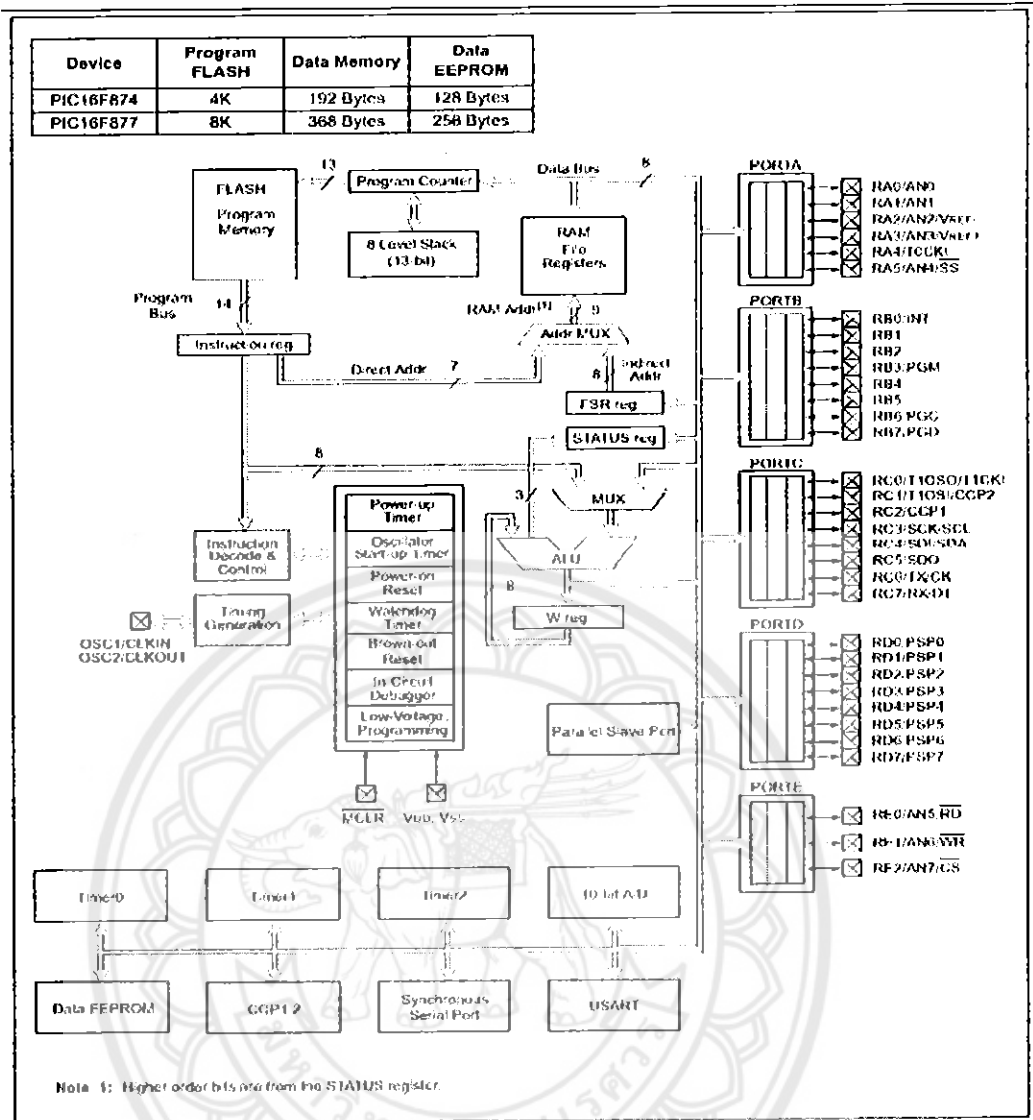 Device Program FLASH Data Memory Data EEPROM
PIC16F874 4K 192 Bytes 128 Bytes
PIC16F877 8K 368 Bytes 256 Bytes
13
Program Counter
Data Bus
8
FLASH
Program
Memory
8 Level Stack
(13-bit)
RAM
File
Registers
Program
Bus
14
RAM Addr(1)
9
Instruction reg
Addr MUX
Direct Addr
7
8
Indirect
Addr
FSR reg
STATUS reg
8
3
MUX
Power-up
Timer
Oscillator
Start-up Timer
Power-on
Reset
Watchdog
Timer
Brown-out
Reset
In Circuit
Debugger
Low-Voltage
Programming
Instruction
Decode &
Control
Timing
Generation
OSC1/CLKIN
OSC2/CLKOUT
ALU
8
W reg
Parallel Slave Port
MCLR
VDD, VSS
PORTA
RA0/AN0
RA1/AN1
RA2/AN2/VREF-
RA3/AN3/VREF+
RA4/T0CKI
RA5/AN4/SS
PORTB
RB0/INT
RB1
RB2
RB3/PGM
RB4
RB5
RB6/PGC
RB7/PGD
PORTC
RC0/T1OSO/T1CKI
RC1/T1OSI/CCP2
RC2/CCP1
RC3/SCK/SCL
RC4/SDI/SDA
RC5/SDO
RC6/TX/CK
RC7/RX/DT
PORTD
RD0/PSP0
RD1/PSP1
RD2/PSP2
RD3/PSP3
RD4/PSP4
RD5/PSP5
RD6/PSP6
RD7/PSP7
PORTE
RE0/AN5/RD
RE1/AN6/WR
RE2/AN7/CS
Timer0
Timer1
Timer2
10-bit A/D
Data EEPROM
CCP1,2
Synchronous
Serial Port
USART
Note 1: Higher order bits are from the STATUS register.